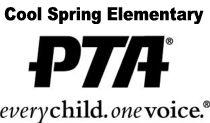 Cool Spring Elementary
PTA®
everychild.onevoice.®